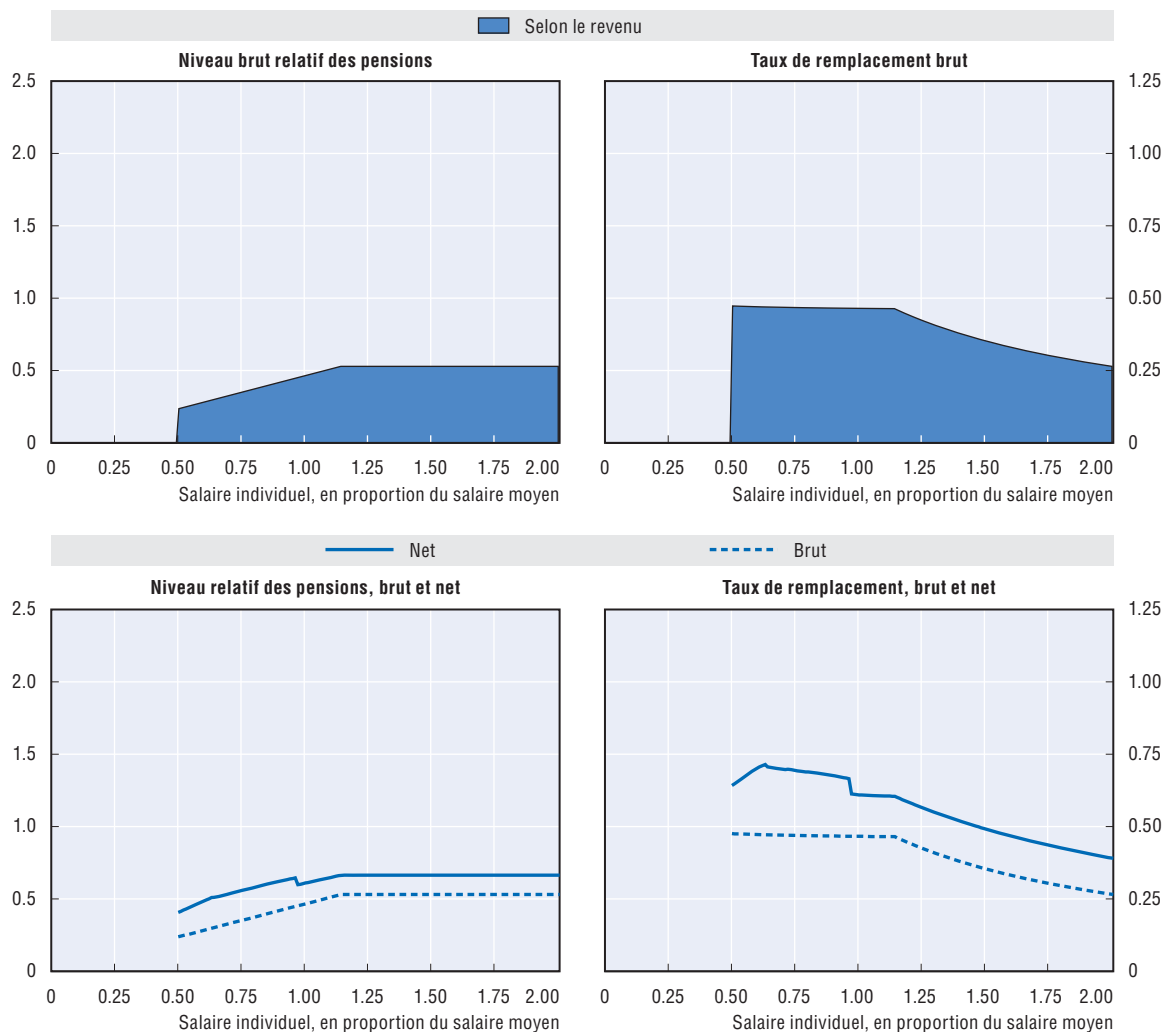 Selon le revenu
Niveau brut relatif des pensions
Taux de remplacement brut
2.5
2.0
1.5
1.0
0.5
0
0 0.25 0.50 0.75 1.00 1.25 1.50 1.75 2.00
Salaire individuel, en proportion du salaire moyen
1.25
1.00
0.75
0.50
0.25
0
0 0.25 0.50 0.75 1.00 1.25 1.50 1.75 2.00
Salaire individuel, en proportion du salaire moyen
Net Brut
Niveau relatif des pensions, brut et net
Taux de remplacement, brut et net
2.5
2.0
1.5
1.0
0.5
0
0 0.25 0.50 0.75 1.00 1.25 1.50 1.75 2.00
Salaire individuel, en proportion du salaire moyen
1.25
1.00
0.75
0.50
0.25
0
0 0.25 0.50 0.75 1.00 1.25 1.50 1.75 2.00
Salaire individuel, en proportion du salaire moyen